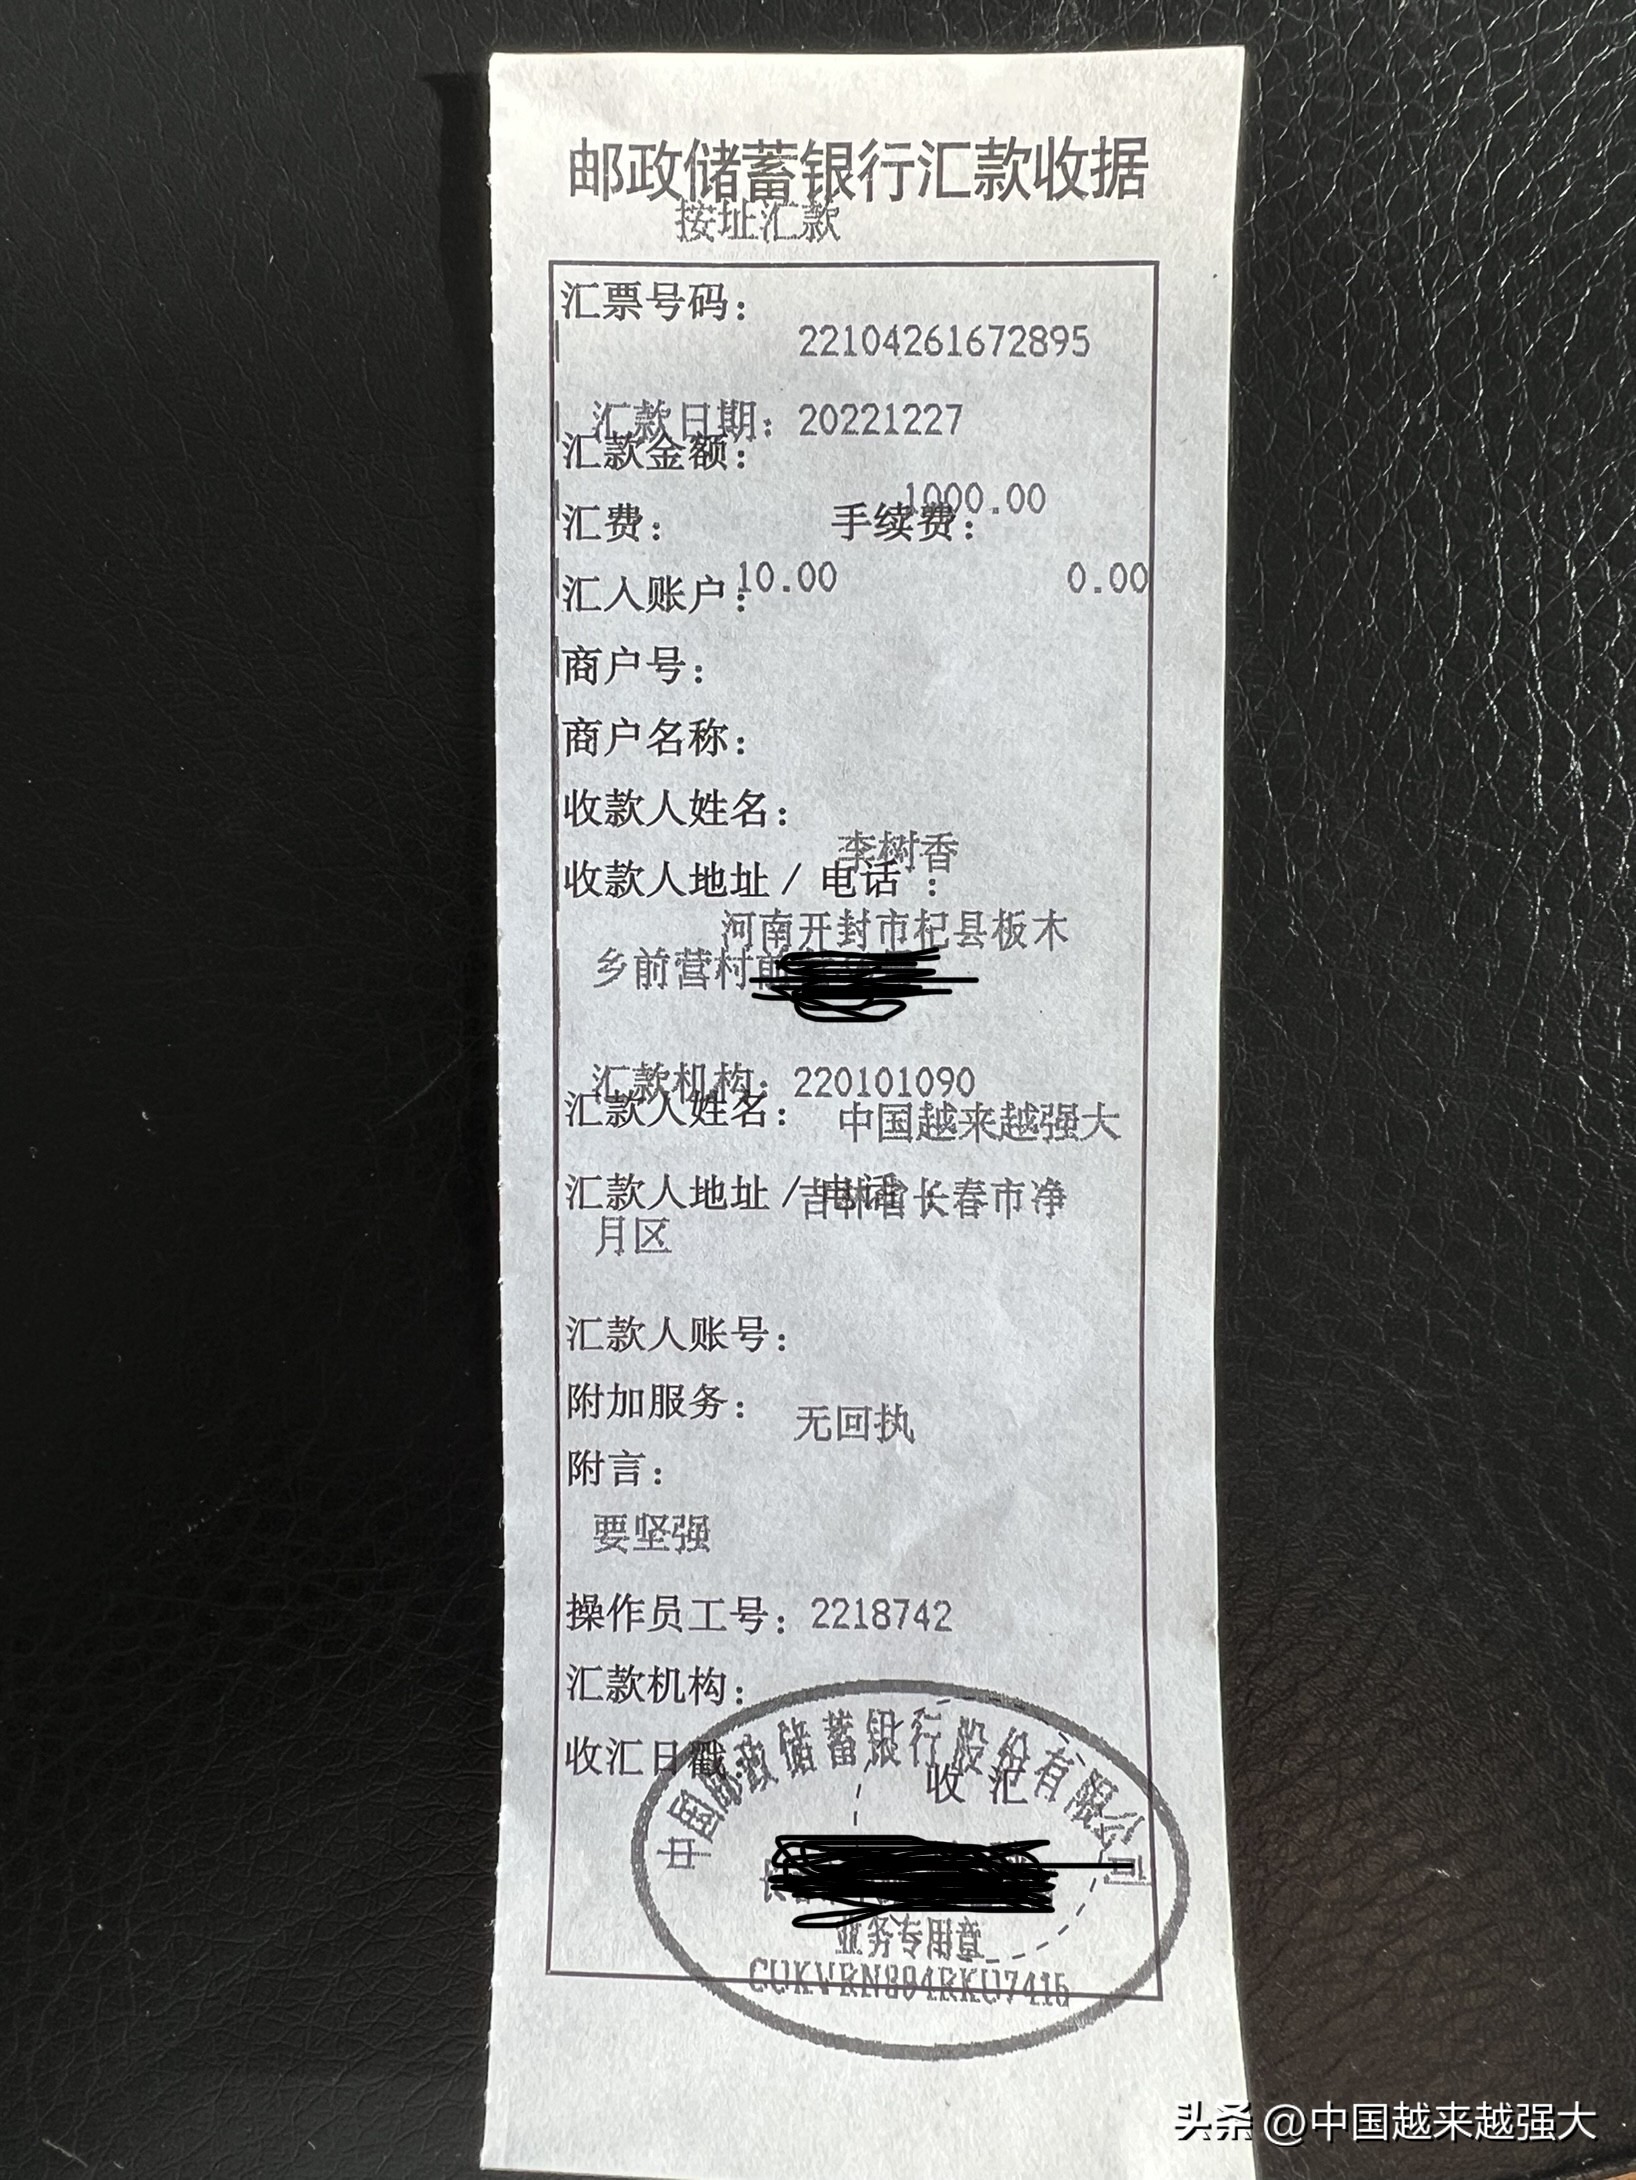 邮政储蓄银行汇款收据
按址汇款
汇票号码：
22104261672895
汇款日期：20221227
汇款金额：
1000.00
汇费： 手续费：
10.00 0.00
汇入账户：
商户号：
商户名称：
收款人姓名：
李树香
收款人地址/电话：
河南开封市杞县板木
乡前营村前
汇款机构：220101090
汇款人姓名： 中国越来越强大
汇款人地址/电话： 吉林省长春市净
月区
汇款人账号：
附加服务： 无回执
附言：
要坚强
操作员工号：2218742
汇款机构：
收汇日戳：
中国邮政储蓄银行股份有限公司
收汇
业务专用章
头条 @中国越来越强大